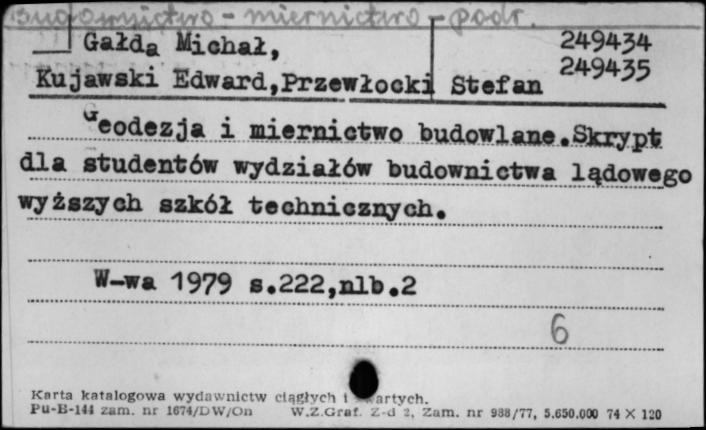 Budownictwo - miernictwo - podr.
Gałda Michał, 249434
249435
Kujawski Edward,Przewłocki Stefan
Geodezja i miernictwo budowlane.Skrypt
dla studentów wydziałów budownictwa lądowego
wyższych szkół technicznych.
W-wa 1979 s.222,nlb.2
6
Karta katalogowa wydawnictw ciągłych i wartych.
Pu-B-144 zam. nr 1674/DW/On W.Z.Graf. Z-d 2, Zam. nr 988/77, 5.650.000 74 X 120